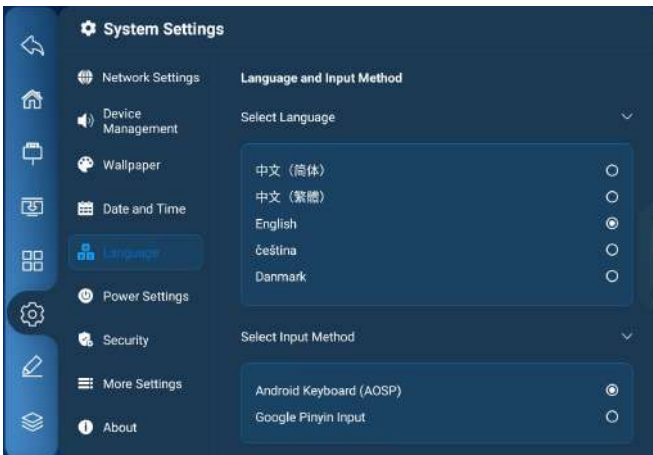 System Settings
Network Settings
Device
Management
Wallpaper
Date and Time
Language
Power Settings
Security
More Settings
About
Language and Input Method
Select Language
中文（简体）
中文（繁體）
English
čeština
Danmark
Select Input Method
Android Keyboard (AOSP)
Google Pinyin Input